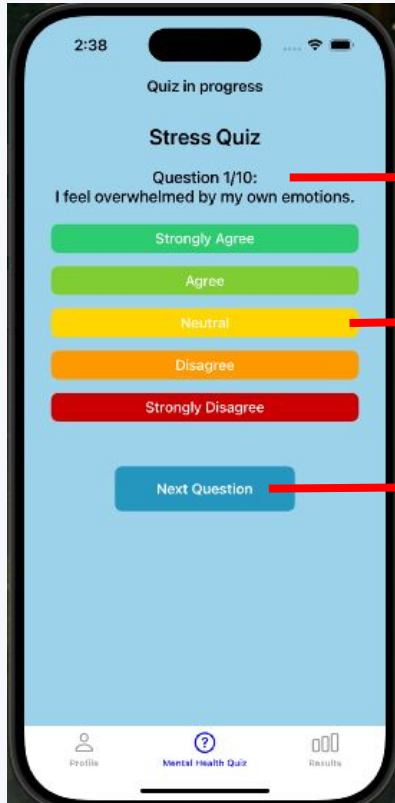 2:38
Quiz in progress
Stress Quiz
Question 1/10:
I feel overwhelmed by my own emotions.
Strongly Agree
Agree
Neutral
Disagree
Strongly Disagree
Next Question
Profile
Mental Health Quiz
Results